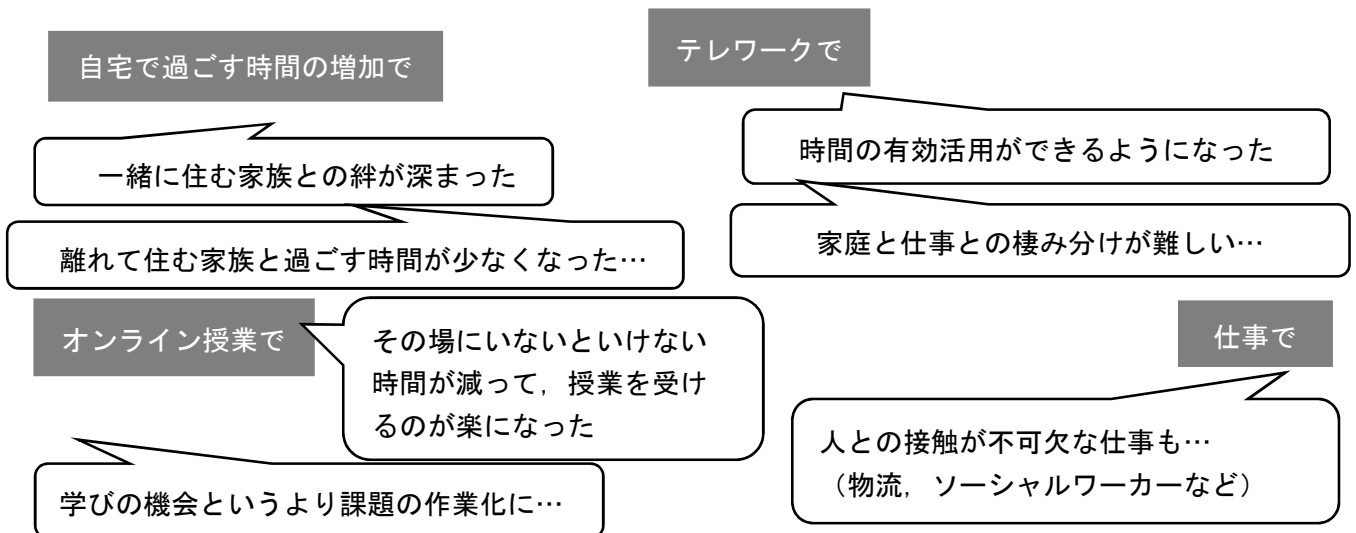 自宅で過ごす時間の増加で
一緒に住む家族との絆が深まった
離れて住む家族と過ごす時間が少なくなった…
テレワークで
時間の有効活用ができるようになった
家庭と仕事との棲み分けが難しい…
オンライン授業で
その場にいないといけない
時間が減って，授業を受け
るのが楽になった
学びの機会というより課題の作業化に…
仕事で
人との接触が不可欠な仕事も…
（物流，ソーシャルワーカーなど）